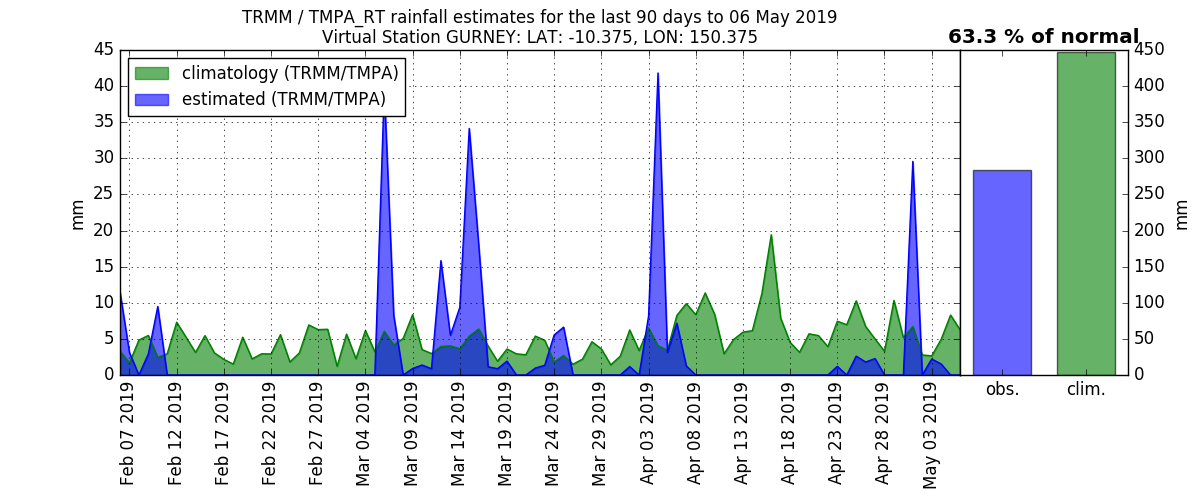 TRMM / TMPA_RT rainfall estimates for the last 90 days to 06 May 2019
Virtual Station GURNEY: LAT: -10.375, LON: 150.375
63.3 % of normal
climatology (TRMM/TMPA)
estimated (TRMM/TMPA)
mm
45
40
35
30
25
20
15
10
5
0
Feb 07 2019
Feb 12 2019
Feb 17 2019
Feb 22 2019
Feb 27 2019
Mar 04 2019
Mar 09 2019
Mar 14 2019
Mar 19 2019
Mar 24 2019
Mar 29 2019
Apr 03 2019
Apr 08 2019
Apr 13 2019
Apr 18 2019
Apr 23 2019
Apr 28 2019
May 03 2019
obs.
clim.
450
400
350
300
250
200
150
100
50
0
mm